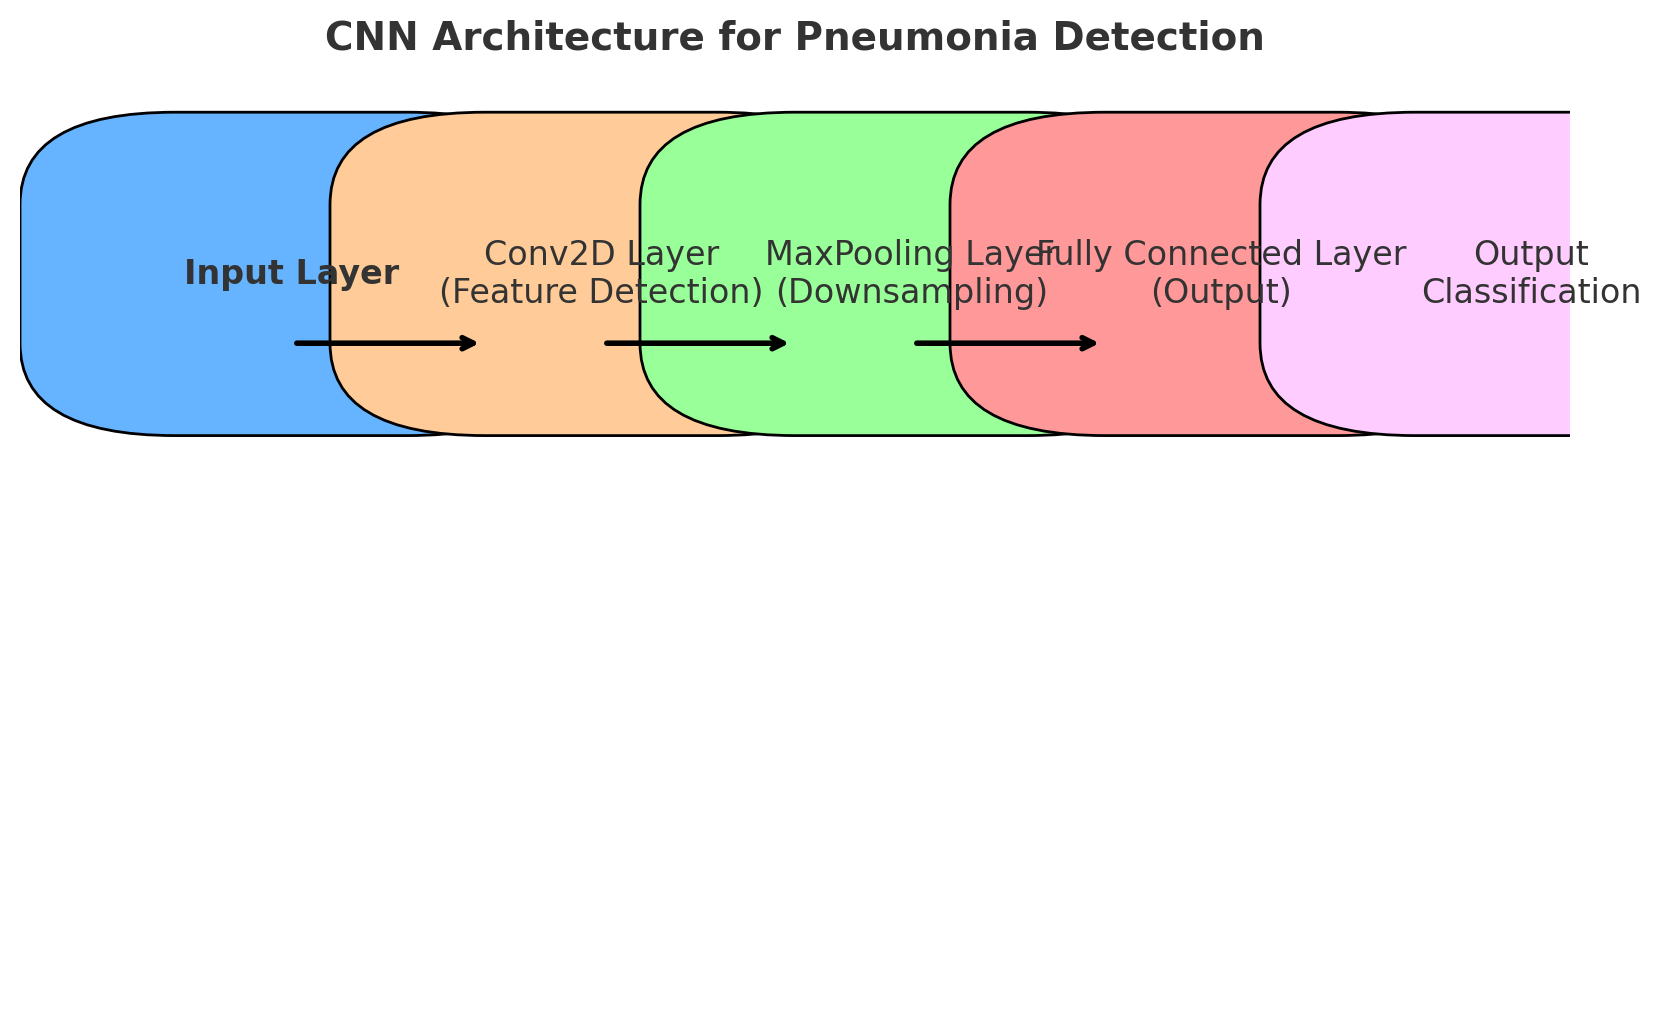 CNN Architecture for Pneumonia Detection
Input Layer
Conv2D Layer
(Feature Detection)
MaxPooling Layer
(Downsampling)
Fully Connected Layer
(Output)
Output
Classification